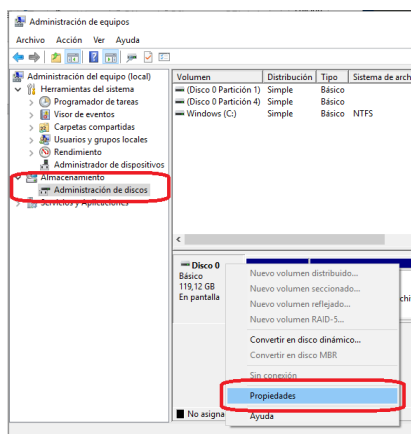 Administración de equipos
Archivo Acción Ver Ayuda
Administración del equipo (local)
Herramientas del sistema
Programador de tareas
Visor de eventos
Carpetas compartidas
Usuarios y grupos locales
Rendimiento
Administrador de dispositivos
Almacenamiento
Administración de discos
Servicios y Aplicaciones
Volumen Distribución Tipo Sistema de arch
(Disco 0 Partición 1) Simple Básico
(Disco 0 Partición 4) Simple Básico
Windows (C:) Simple Básico NTFS
Disco 0
Básico
119,12 GB
En pantalla
Nuevo volumen distribuido...
Nuevo volumen seccionado...
Nuevo volumen reflejado...
Nuevo volumen RAID-5...
Convertir en disco dinámico...
Convertir en disco MBR
Sin conexión
Propiedades
Ayuda
chi
No asigna